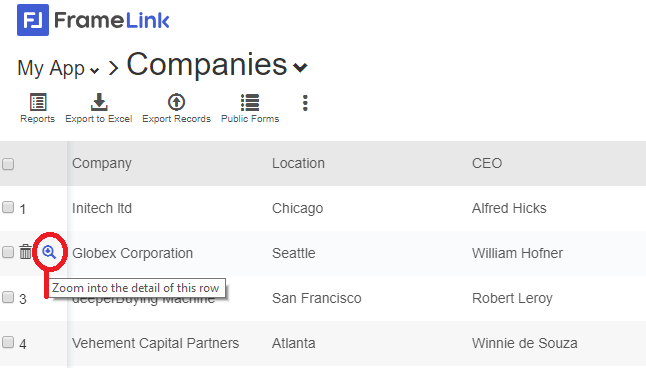 FrameLink
My App > Companies
Reports Export to Excel Export Records Public Forms
Company Location CEO
1 Initech ltd Chicago Alfred Hicks
Globex Corporation Seattle William Hofner
Zoom into the detail of this row
3 deeperBuying Machine San Francisco Robert Leroy
4 Vehement Capital Partners Atlanta Winnie de Souza